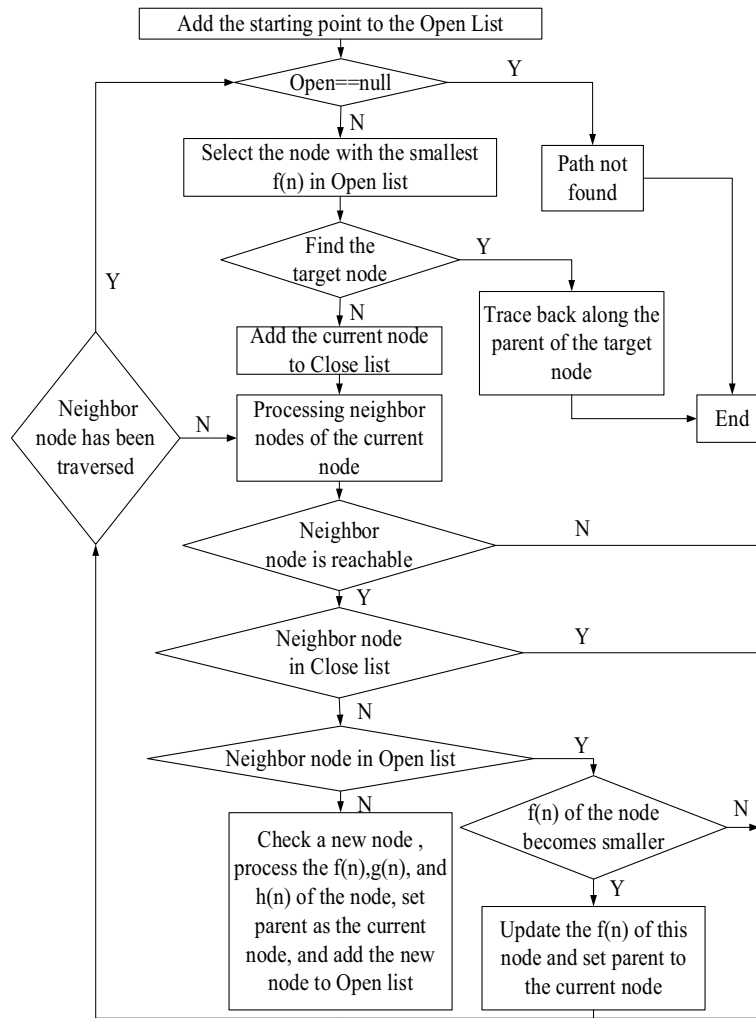 Add the starting point to the Open List
Open==null
Y
N
Select the node with the smallest
f(n) in Open list
Path not
found
Find the
target node
Y
Y
N
Trace back along the
parent of the target
node
Add the current node
to Close list
Neighbor
node has been
traversed
N
Processing neighbor
nodes of the current
node
End
Neighbor
node is reachable
N
Y
Neighbor node
in Close list
Y
N
Neighbor node in Open list
Y
N
f(n) of the node
becomes smaller
N
Check a new node ,
process the f(n),g(n), and
h(n) of the node, set
parent as the current
node, and add the new
node to Open list
Y
Update the f(n) of this
node and set parent to
the current node